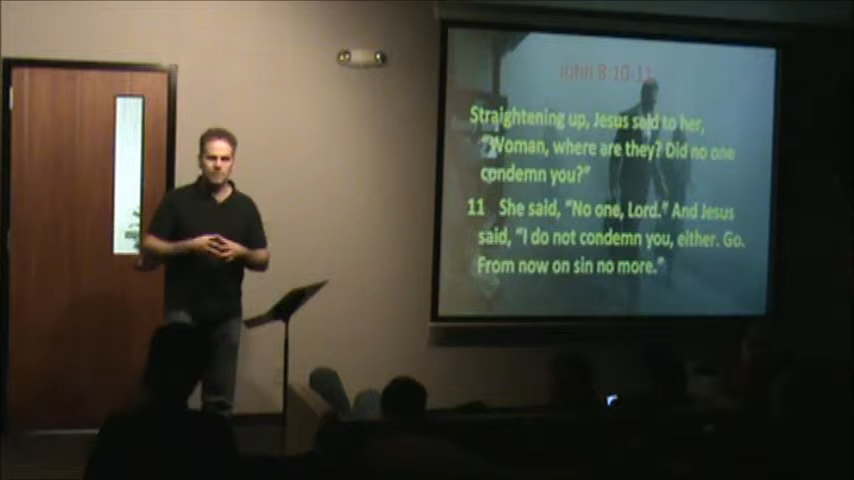 John 8:10-11
Straightening up, Jesus said to her,
"Woman, where are they? Did no one
condemn you?"
11 She said, "No one, Lord." And Jesus
said, "I do not condemn you, either. Go.
From now on sin no more."